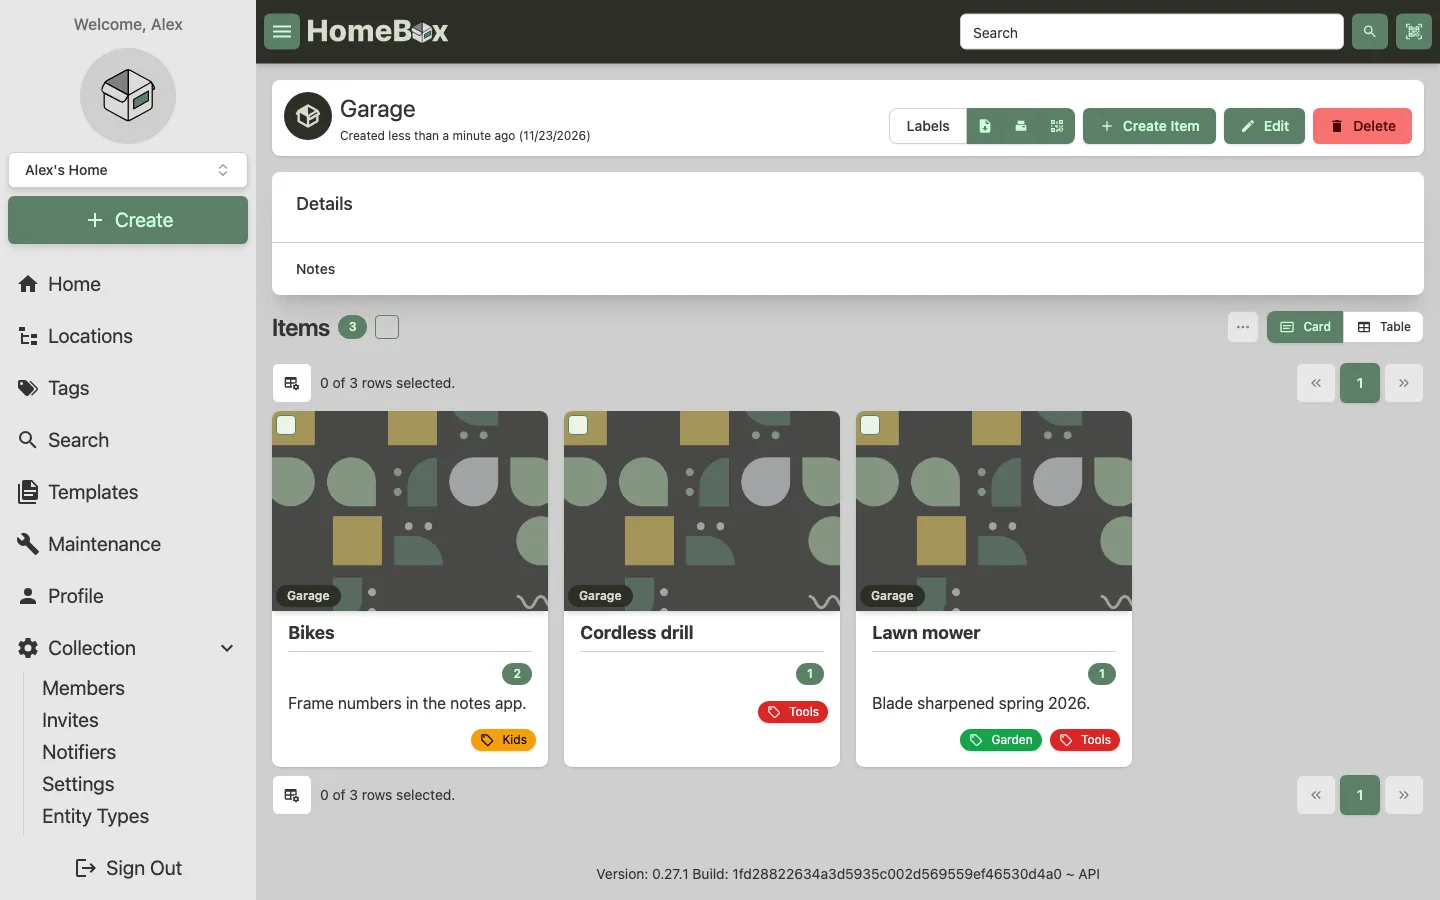 Welcome, Alex
Alex's Home
Create
Home
Locations
Tags
Search
Templates
Maintenance
Profile
Collection
Members
Invites
Notifiers
Settings
Entity Types
Sign Out
HomeBox
Search
Garage
Created less than a minute ago (11/23/2026)
Labels
Create Item
Edit
Delete
Details
Notes
Items 3
Card
Table
0 of 3 rows selected.
« 1 »
Garage
Bikes
2
Frame numbers in the notes app.
Kids
Garage
Cordless drill
1
Tools
Garage
Lawn mower
1
Blade sharpened spring 2026.
Garden Tools
0 of 3 rows selected.
« 1 »
Version: 0.27.1 Build: 1fd28822634a3d5935c002d569559ef46530d4a0 ~ API